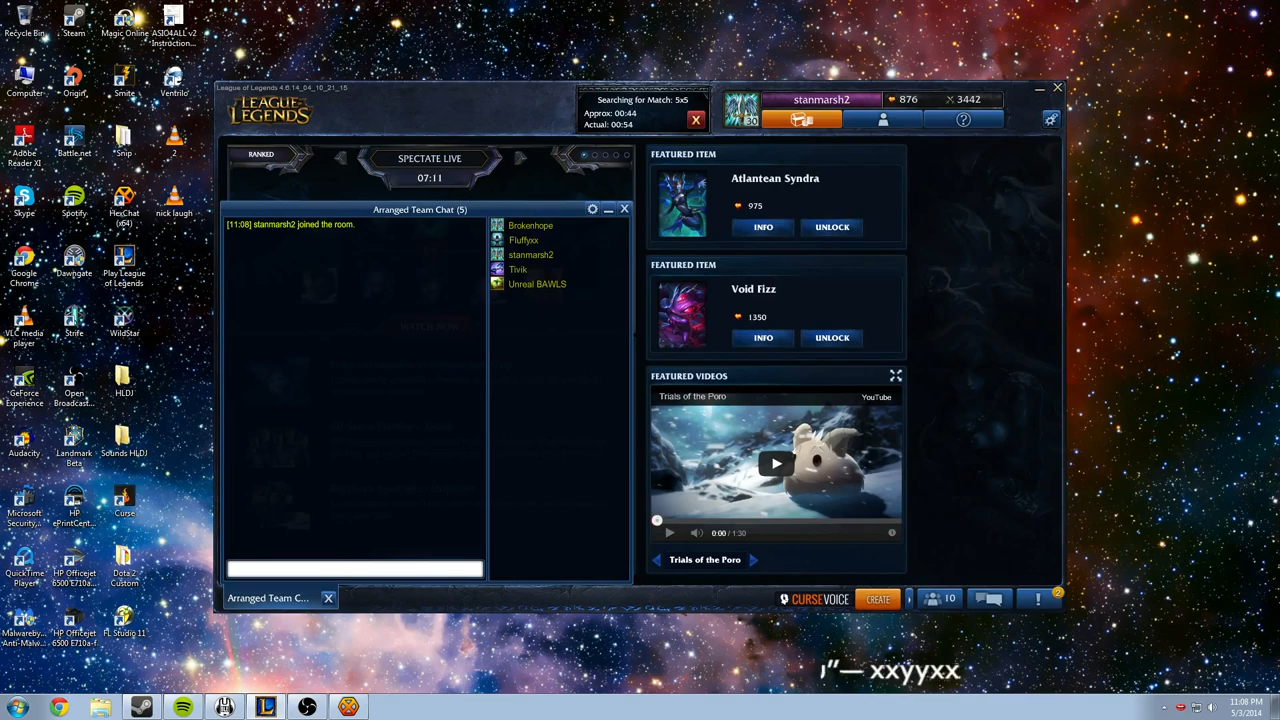 Recycle Bin
Steam
Magic Online
ASIO4ALL v2 Instruction...
Computer
Origin
Smite
Ventrilo
Adobe Reader XI
Battle.net
Snip
2
Skype
Spotify
HexChat (x64)
nick laugh
Google Chrome
Dawngate
Play League of Legends
VLC media player
Strife
WildStar
GeForce Experience
Open Broadcast...
HLDJ
Audacity
Landmark Beta
Sounds HLDJ
Microsoft Security...
HP ePrintCent...
Curse
QuickTime Player
HP Officejet 6500 E710a...
Dota 2 Custom
Malwareby... Anti-Malw...
HP Officejet 6500 E710a-f
FL Studio 11
League of Legends 4.6.14_04_10_21_15
LEAGUE of LEGENDS
Searching for Match: 5x5
Approx: 00:44
Actual: 00:54
X
30
stanmarsh2
876
3442
RANKED
SPECTATE LIVE
07:11
Arranged Team Chat (5)
[11:08] stanmarsh2 joined the room.
Brokenhope
Fluffyxx
stanmarsh2
Tivik
Unreal BAWLS
WATCH NOW
FEATURED ITEM
Atlantean Syndra
975
INFO
UNLOCK
FEATURED ITEM
Void Fizz
1350
INFO
UNLOCK
FEATURED VIDEOS
Trials of the Poro
YouTube
0:00 / 1:30
Trials of the Poro
Arranged Team C...
CURSEVOICE
CREATE
10
2
xxyyxx
11:08 PM
5/3/2014